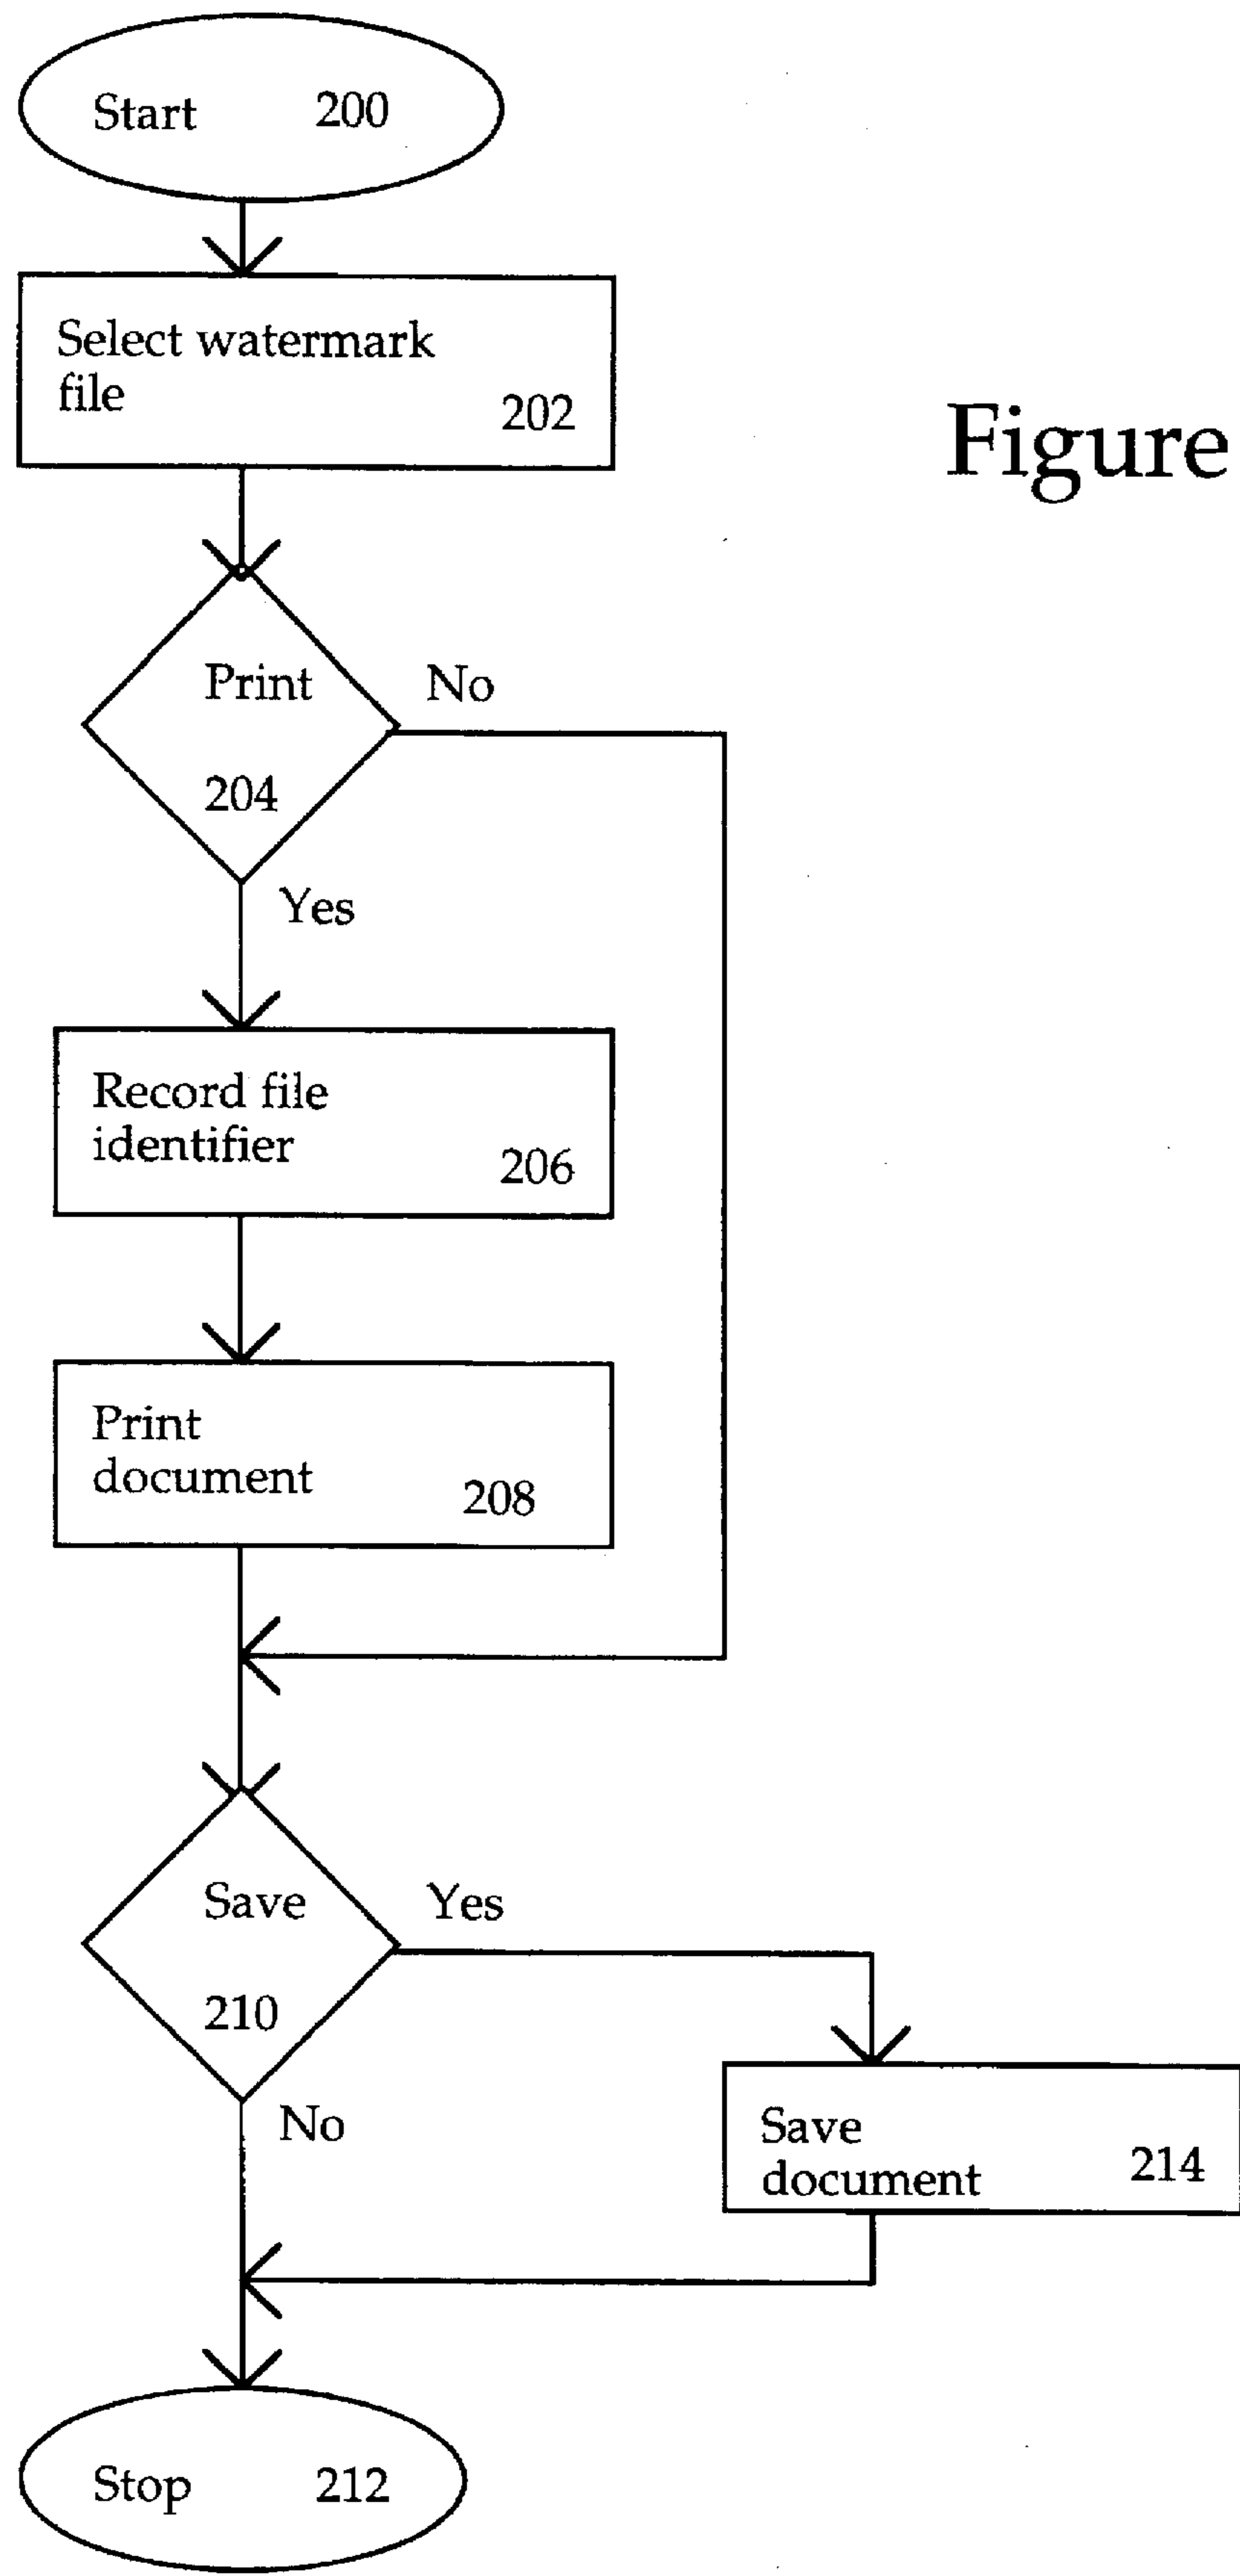 Start 200
Select watermark
file
202
Figure
Print
No
204
Yes
Record file
identifier
206
Print
document
208
Save
Yes
210
No
Save
document
214
Stop 212